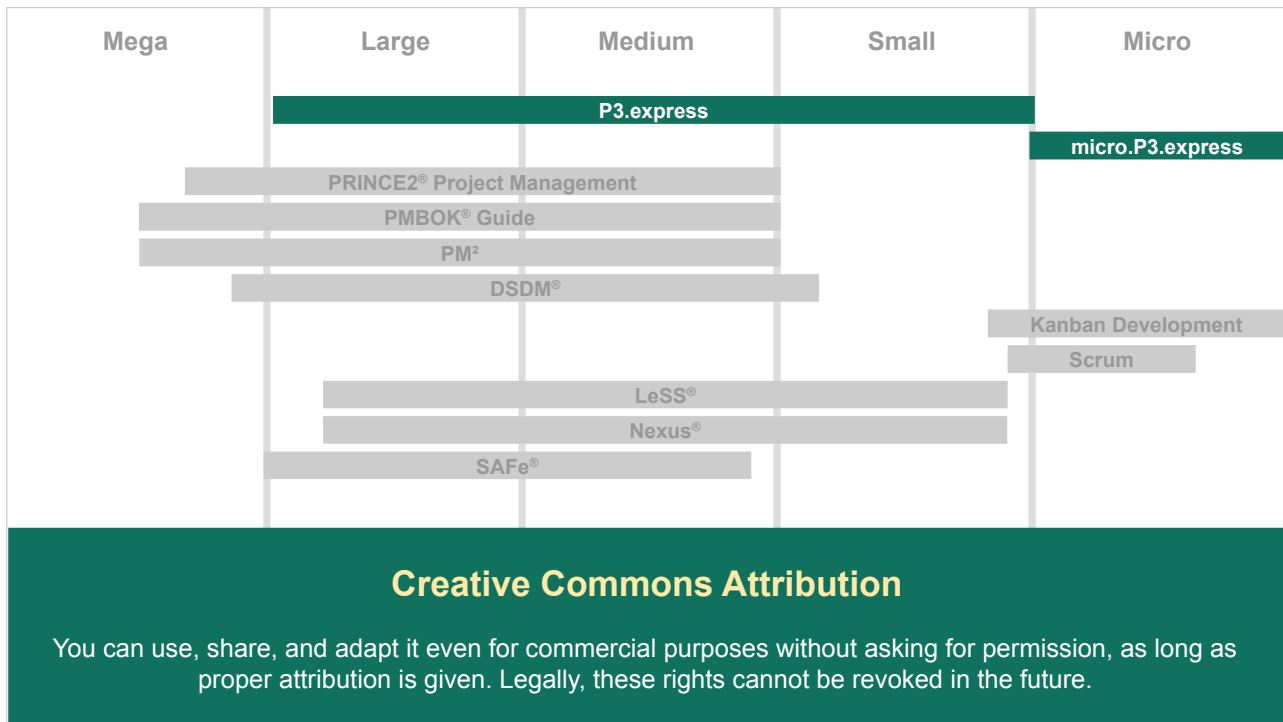 Mega Large Medium Small Micro
P3.express
micro.P3.express
PRINCE2® Project Management
PMBOK® Guide
PM²
DSDM®
Kanban Development
Scrum
LeSS®
Nexus®
SAFe®
Creative Commons Attribution
You can use, share, and adapt it even for commercial purposes without asking for permission, as long as
proper attribution is given. Legally, these rights cannot be revoked in the future.